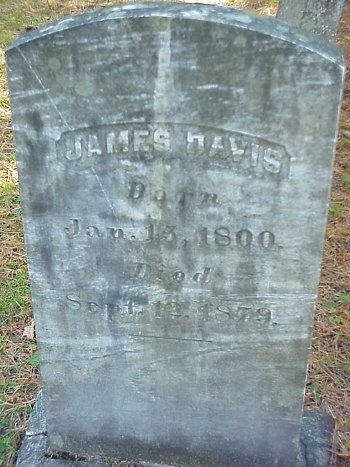 JAMES DAVIS
Born
Jan. 15, 1800.
Died
Sept. 12, 1879.